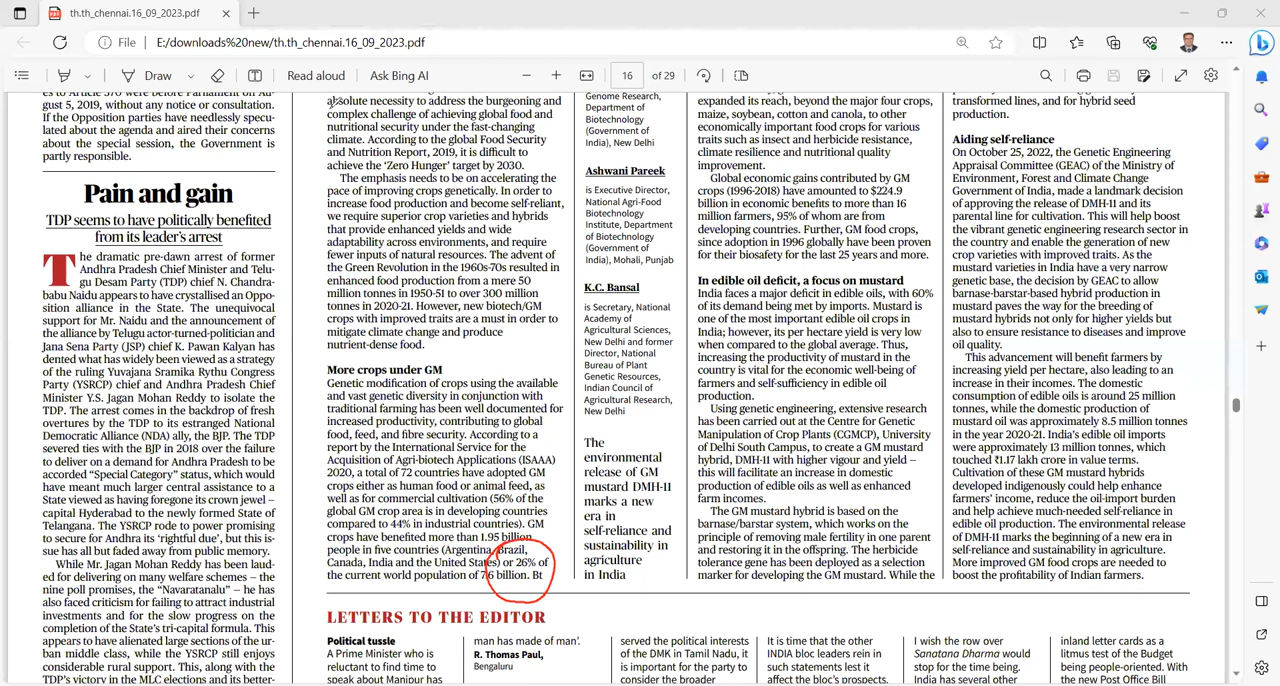 th.th_chennai.16_09_2023.pdf
File
E:/downloads%20new/th.th_chennai.16_09_2023.pdf
Draw
Read aloud
Ask Bing AI
16
of 29
es to Article 370 were before Parliament on Au-
gust 5, 2019, without any notice or consultation.
If the Opposition parties have needlessly specu-
lated about the agenda and aired their concerns
about the special session, the Government is
partly responsible.
Pain and gain
TDP seems to have politically benefited
from its leader's arrest
The dramatic pre-dawn arrest of former
Andhra Pradesh Chief Minister and Telu-
gu Desam Party (TDP) chief N. Chandra-
babu Naidu appears to have crystallised an Oppo-
sition alliance in the State. The unequivocal
support for Mr. Naidu and the announcement of
the alliance by Telugu actor-turned-politician and
Jana Sena Party (JSP) chief K. Pawan Kalyan has
dented what has widely been viewed as a strategy
of the ruling Yuvajana Sramika Rythu Congress
Party (YSRCP) chief and Andhra Pradesh Chief
Minister Y.S. Jagan Mohan Reddy to isolate the
TDP. The arrest comes in the backdrop of fresh
overtures by the TDP to its estranged National
Democratic Alliance (NDA) ally, the BJP. The TDP
severed ties with the BJP in 2018 over the failure
to deliver on a demand for Andhra Pradesh to be
accorded “Special Category” status, which would
have meant much larger central assistance to a
State viewed as having foregone its crown jewel –
capital Hyderabad to the newly formed State of
Telangana. The YSRCP rode to power promising
to secure for Andhra its ‘rightful due’, but this is-
sue has all but faded away from public memory.
While Mr. Jagan Mohan Reddy has been laud-
ed for delivering on many welfare schemes – the
nine poll promises, the “Navaratanalu” – he has
also faced criticism for failing to attract industrial
investments and for the slow progress on the
completion of the State's tri-capital formula. This
appears to have alienated large sections of the ur-
ban middle class, while the YSRCP still enjoys
considerable rural support. This, along with the
TDP's victory in the MLC elections and its better-
absolute necessity to address the burgeoning and
complex challenge of achieving global food and
nutritional security under the fast-changing
climate. According to the global Food Security
and Nutrition Report, 2019, it is difficult to
achieve the ‘Zero Hunger’ target by 2030.
The emphasis needs to be on accelerating the
pace of improving crops genetically. In order to
increase food production and become self-reliant,
we require superior crop varieties and hybrids
that provide enhanced yields and wide
adaptability across environments, and require
fewer inputs of natural resources. The advent of
the Green Revolution in the 1960s-70s resulted in
enhanced food production from a mere 50
million tonnes in 1950-51 to over 300 million
tonnes in 2020-21. However, new biotech/GM
crops with improved traits are a must in order to
mitigate climate change and produce
nutrient-dense food.
More crops under GM
Genetic modification of crops using the available
and vast genetic diversity in conjunction with
traditional farming has been well documented for
increased productivity, contributing to global
food, feed, and fibre security. According to a
report by the International Service for the
Acquisition of Agri-biotech Applications (ISAAA)
2020, a total of 72 countries have adopted GM
crops either as human food or animal feed, as
well as for commercial cultivation (56% of the
global GM crop area is in developing countries
compared to 44% in industrial countries). GM
crops have benefited more than 1.95 billion
people in five countries (Argentina, Brazil,
Canada, India and the United States) or 26% of
the current world population of 7.6 billion. Bt
Genome Research,
Department of
Biotechnology
(Government of
India), New Delhi
Ashwani Pareek
is Executive Director,
National Agri-Food
Biotechnology
Institute, Department
of Biotechnology
(Government of
India), Mohali, Punjab
K.C. Bansal
is Secretary, National
Academy of
Agricultural Sciences,
New Delhi and former
Director, National
Bureau of Plant
Genetic Resources,
Indian Council of
Agricultural Research,
New Delhi
The
environmental
release of GM
mustard DMH-11
marks a new
era in
self-reliance and
sustainability in
agriculture
in India
expanded its reach, beyond the major four crops,
maize, soybean, cotton and canola, to other
economically important food crops for various
traits such as insect and herbicide resistance,
climate resilience and nutritional quality
improvement.
Global economic gains contributed by GM
crops (1996-2018) have amounted to $224.9
billion in economic benefits to more than 16
million farmers, 95% of whom are from
developing countries. Further, GM food crops,
since adoption in 1996 globally have been proven
for their biosafety for the last 25 years and more.
In edible oil deficit, a focus on mustard
India faces a major deficit in edible oils, with 60%
of its demand being met by imports. Mustard is
one of the most important edible oil crops in
India; however, its per hectare yield is very low
when compared to the global average. Thus,
increasing the productivity of mustard in the
country is vital for the economic well-being of
farmers and self-sufficiency in edible oil
production.
Using genetic engineering, extensive research
has been carried out at the Centre for Genetic
Manipulation of Crop Plants (CGMCP), University
of Delhi South Campus, to create a GM mustard
hybrid, DMH-11 with higher vigour and yield –
this will facilitate an increase in domestic
production of edible oils as well as enhanced
farm incomes.
The GM mustard hybrid is based on the
barnase/barstar system, which works on the
principle of removing male fertility in one parent
and restoring it in the offspring. The herbicide
tolerance gene has been deployed as a selection
marker for developing the GM mustard. While the
transformed lines, and for hybrid seed
production.
Aiding self-reliance
On October 25, 2022, the Genetic Engineering
Appraisal Committee (GEAC) of the Ministry of
Environment, Forest and Climate Change
Government of India, made a landmark decision
of approving the release of DMH-11 and its
parental line for cultivation. This will help boost
the vibrant genetic engineering research sector in
the country and enable the generation of new
crop varieties with improved traits. As the
mustard varieties in India have a very narrow
genetic base, the decision by GEAC to allow
barnase-barstar-based hybrid production in
mustard paves the way for the breeding of
mustard hybrids not only for higher yields but
also to ensure resistance to diseases and improve
oil quality.
This advancement will benefit farmers by
increasing yield per hectare, also leading to an
increase in their incomes. The domestic
consumption of edible oils is around 25 million
tonnes, while the domestic production of
mustard oil was approximately 8.5 million tonnes
in the year 2020-21. India's edible oil imports
were approximately 13 million tonnes, which
touched ₹1.17 lakh crore in value terms.
Cultivation of these GM mustard hybrids
developed indigenously could help enhance
farmers' income, reduce the oil-import burden
and help achieve much-needed self-reliance in
edible oil production. The environmental release
of DMH-11 marks the beginning of a new era in
self-reliance and sustainability in agriculture.
More improved GM food crops are needed to
boost the profitability of Indian farmers.
LETTERS TO THE EDITOR
Political tussle
A Prime Minister who is
reluctant to find time to
speak about Manipur has
man has made of man’.
R. Thomas Paul,
Bengaluru
served the political interests
of the DMK in Tamil Nadu, it
is important for the party to
consider the broader
It is time that the other
INDIA bloc leaders rein in
such statements lest it
affect the bloc's prospects.
I wish the row over
Sanatana Dharma would
stop for the time being.
India has several other
inland letter cards as a
litmus test of the Budget
being people-oriented. With
the new Post Office Bill